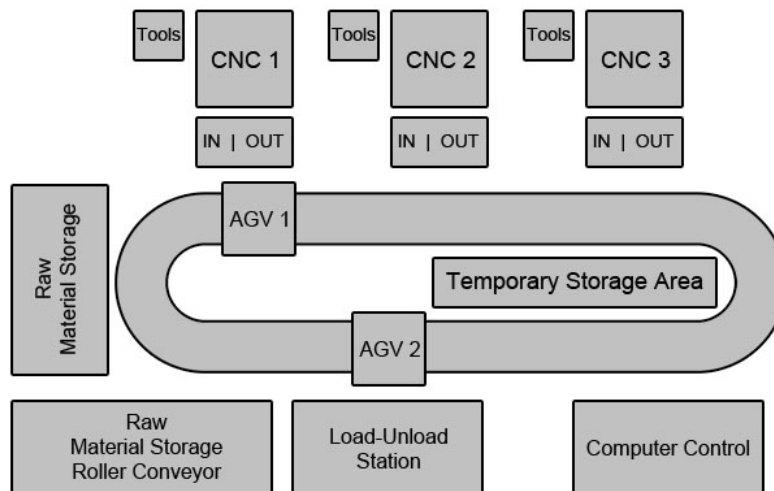 Tools
CNC 1
Tools
CNC 2
Tools
CNC 3
IN | OUT
IN | OUT
IN | OUT
Raw
Material Storage
AGV 1
Temporary Storage Area
AGV 2
Raw
Material Storage
Roller Conveyor
Load-Unload
Station
Computer Control